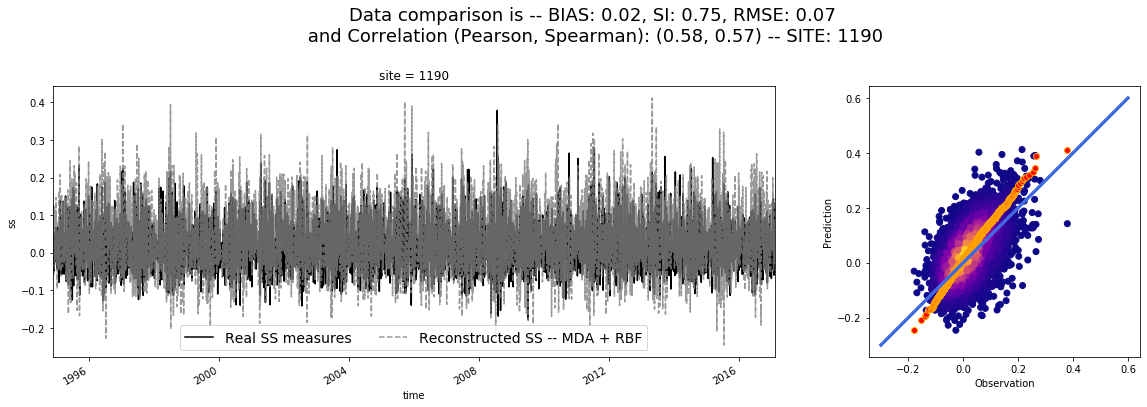 Data comparison is -- BIAS: 0.02, SI: 0.75, RMSE: 0.07
and Correlation (Pearson, Spearman): (0.58, 0.57) -- SITE: 1190
site = 1190
0.4
0.3
0.2
0.1
0.0
−0.1
−0.2
ss
1996
2000
2004
2008
2012
2016
time
Real SS measures
Reconstructed SS -- MDA + RBF
0.6
0.4
0.2
0.0
−0.2
Prediction
−0.2
0.0
0.2
0.4
0.6
Observation